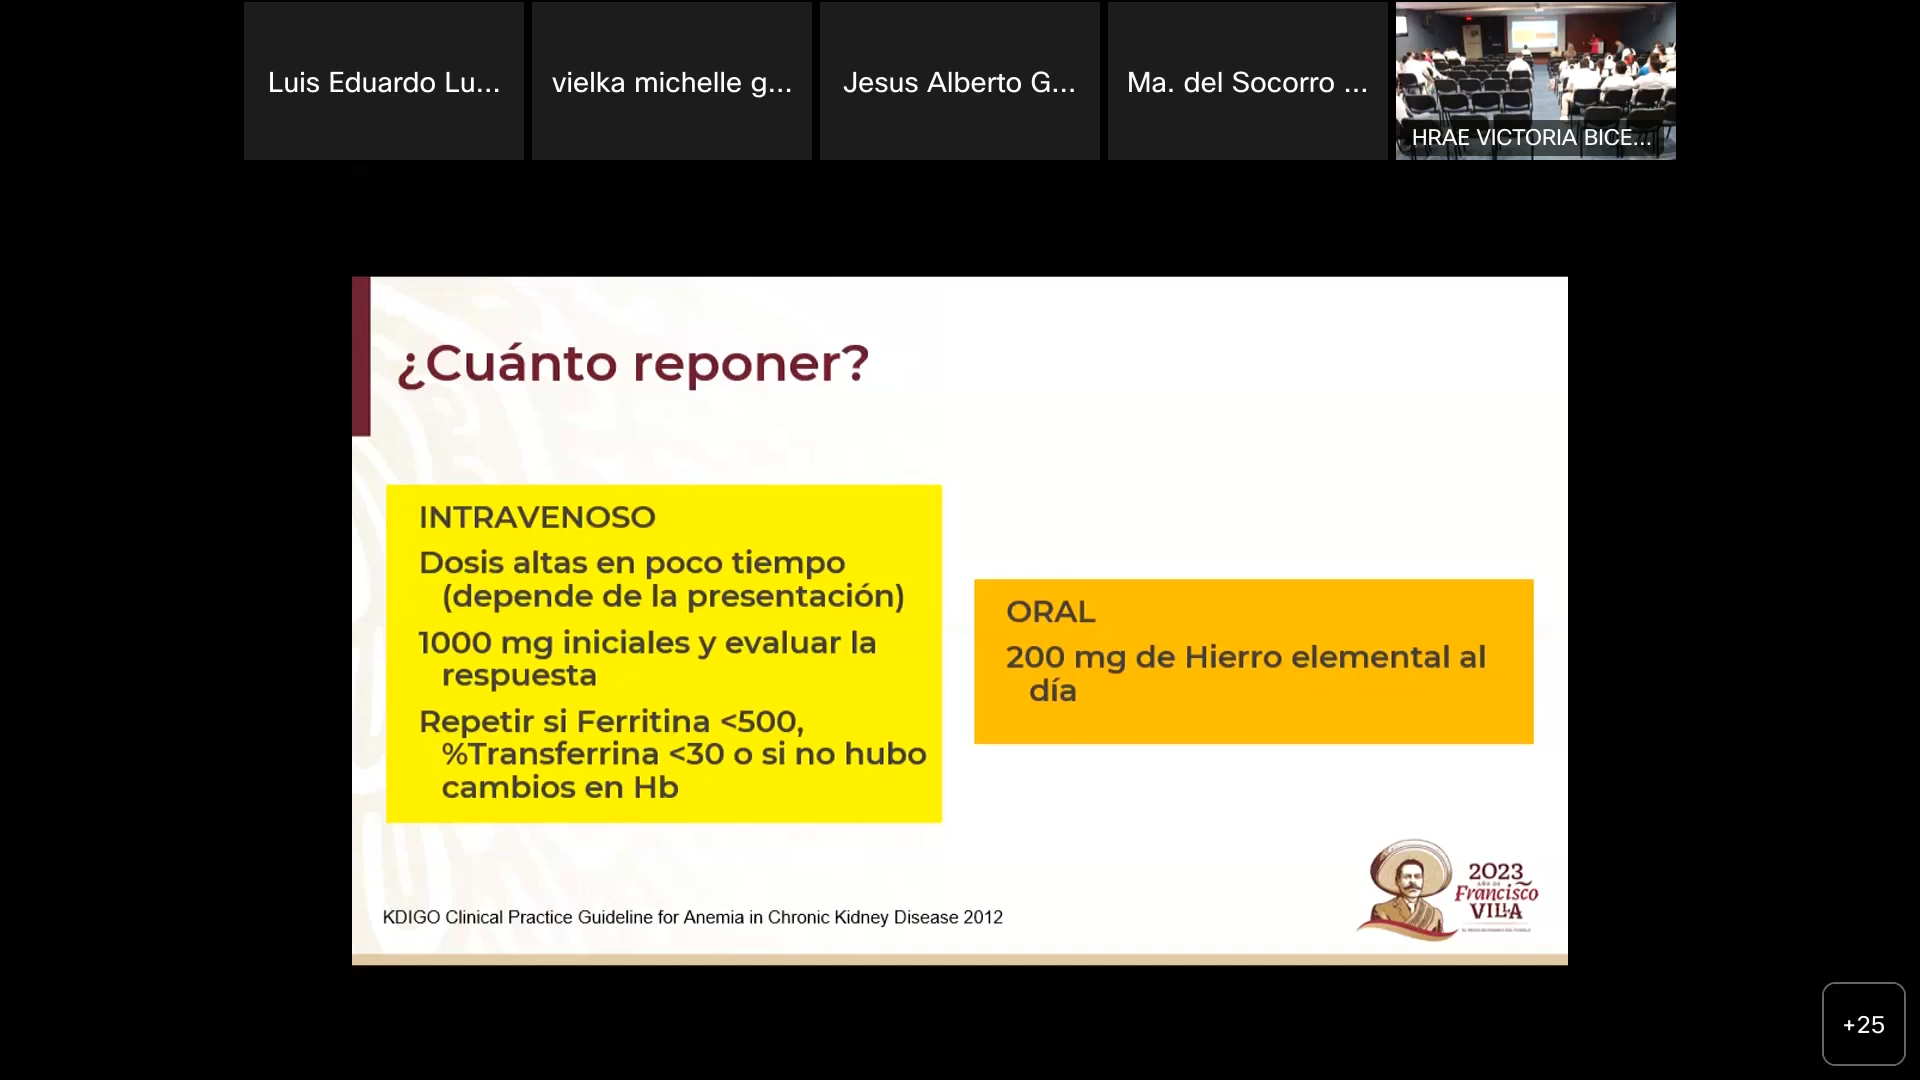 Luis Eduardo Lu...
vielka michelle g...
Jesus Alberto G...
Ma. del Socorro ...
HRAE VICTORIA BICE...
¿Cuánto reponer?
INTRAVENOSO
Dosis altas en poco tiempo
(depende de la presentación)
1000 mg iniciales y evaluar la
respuesta
Repetir si Ferritina <500,
%Transferrina <30 o si no hubo
cambios en Hb
ORAL
200 mg de Hierro elemental al
día
2023
AÑO DE
Francisco
VILLA
KDIGO Clinical Practice Guideline for Anemia in Chronic Kidney Disease 2012
+25